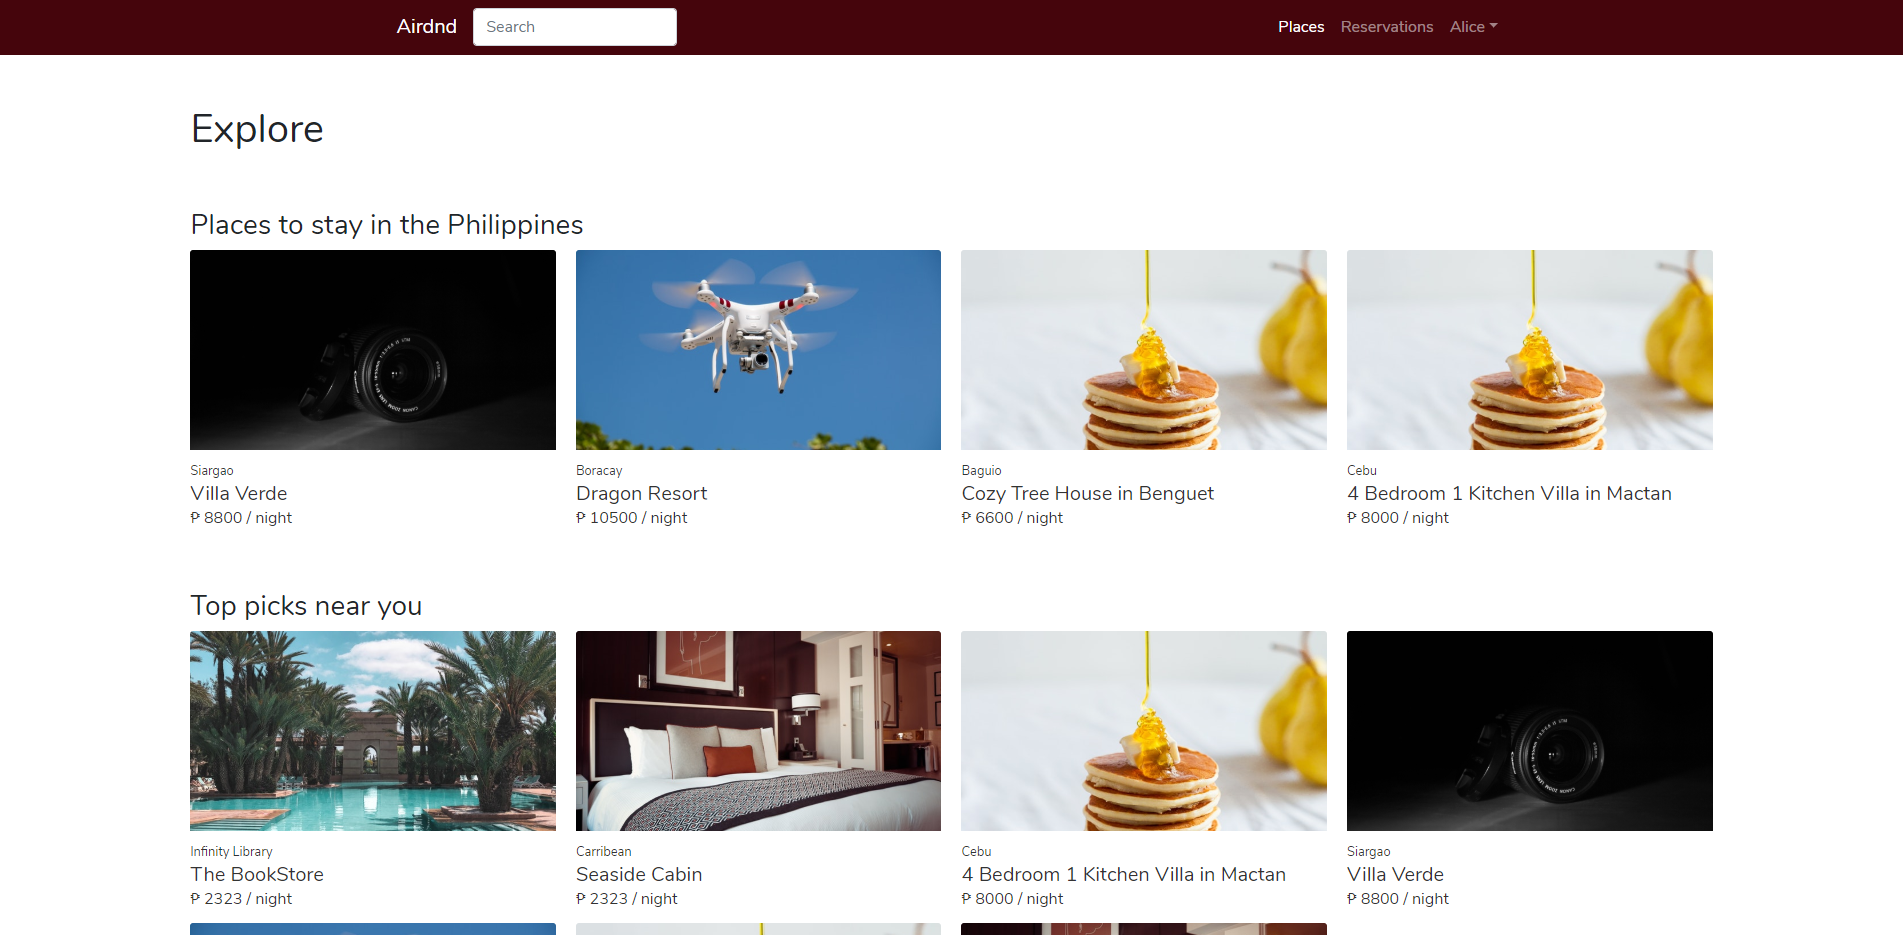 Airdnd
Search
Places
Reservations
Alice
Explore
Places to stay in the Philippines
Siargao
Villa Verde
₱ 8800 / night
Boracay
Dragon Resort
₱ 10500 / night
Baguio
Cozy Tree House in Benguet
₱ 6600 / night
Cebu
4 Bedroom 1 Kitchen Villa in Mactan
₱ 8000 / night
Top picks near you
Infinity Library
The BookStore
₱ 2323 / night
Carribean
Seaside Cabin
₱ 2323 / night
Cebu
4 Bedroom 1 Kitchen Villa in Mactan
₱ 8000 / night
Siargao
Villa Verde
₱ 8800 / night